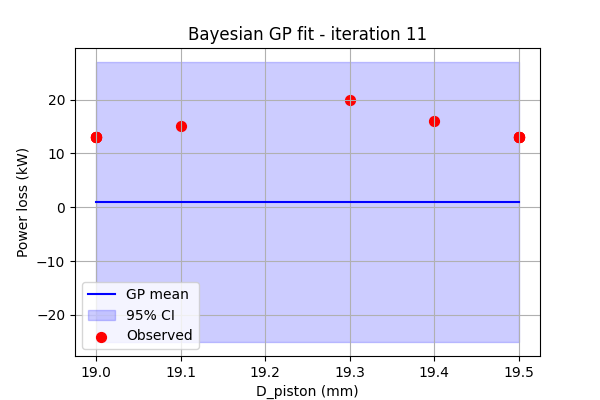 Bayesian GP fit - iteration 11
Power loss (kW)
20
10
0
−10
−20
GP mean
95% CI
Observed
19.0 19.1 19.2 19.3 19.4 19.5
D_piston (mm)